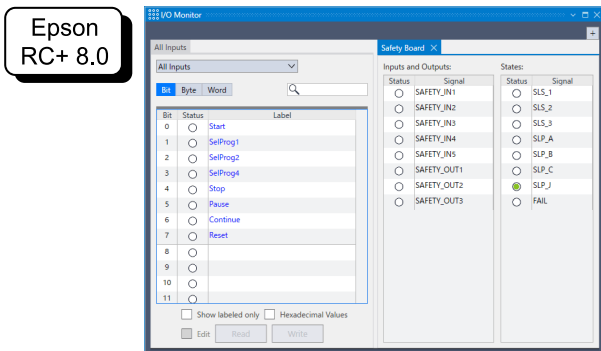 Epson
RC+ 8.0
I/O Monitor
All Inputs
All Inputs
Bit Byte Word
Bit Status Label
0 Start
1 SelProg1
2 SelProg2
3 SelProg4
4 Stop
5 Pause
6 Continue
7 Reset
8
9
10
11
Show labeled only Hexadecimal Values
Edit Read Write
Safety Board
Inputs and Outputs:
Status Signal
SAFETY_IN1
SAFETY_IN2
SAFETY_IN3
SAFETY_IN4
SAFETY_IN5
SAFETY_OUT1
SAFETY_OUT2
SAFETY_OUT3
States:
Status Signal
SLS_1
SLS_2
SLS_3
SLP_A
SLP_B
SLP_C
SLP_J
FAIL